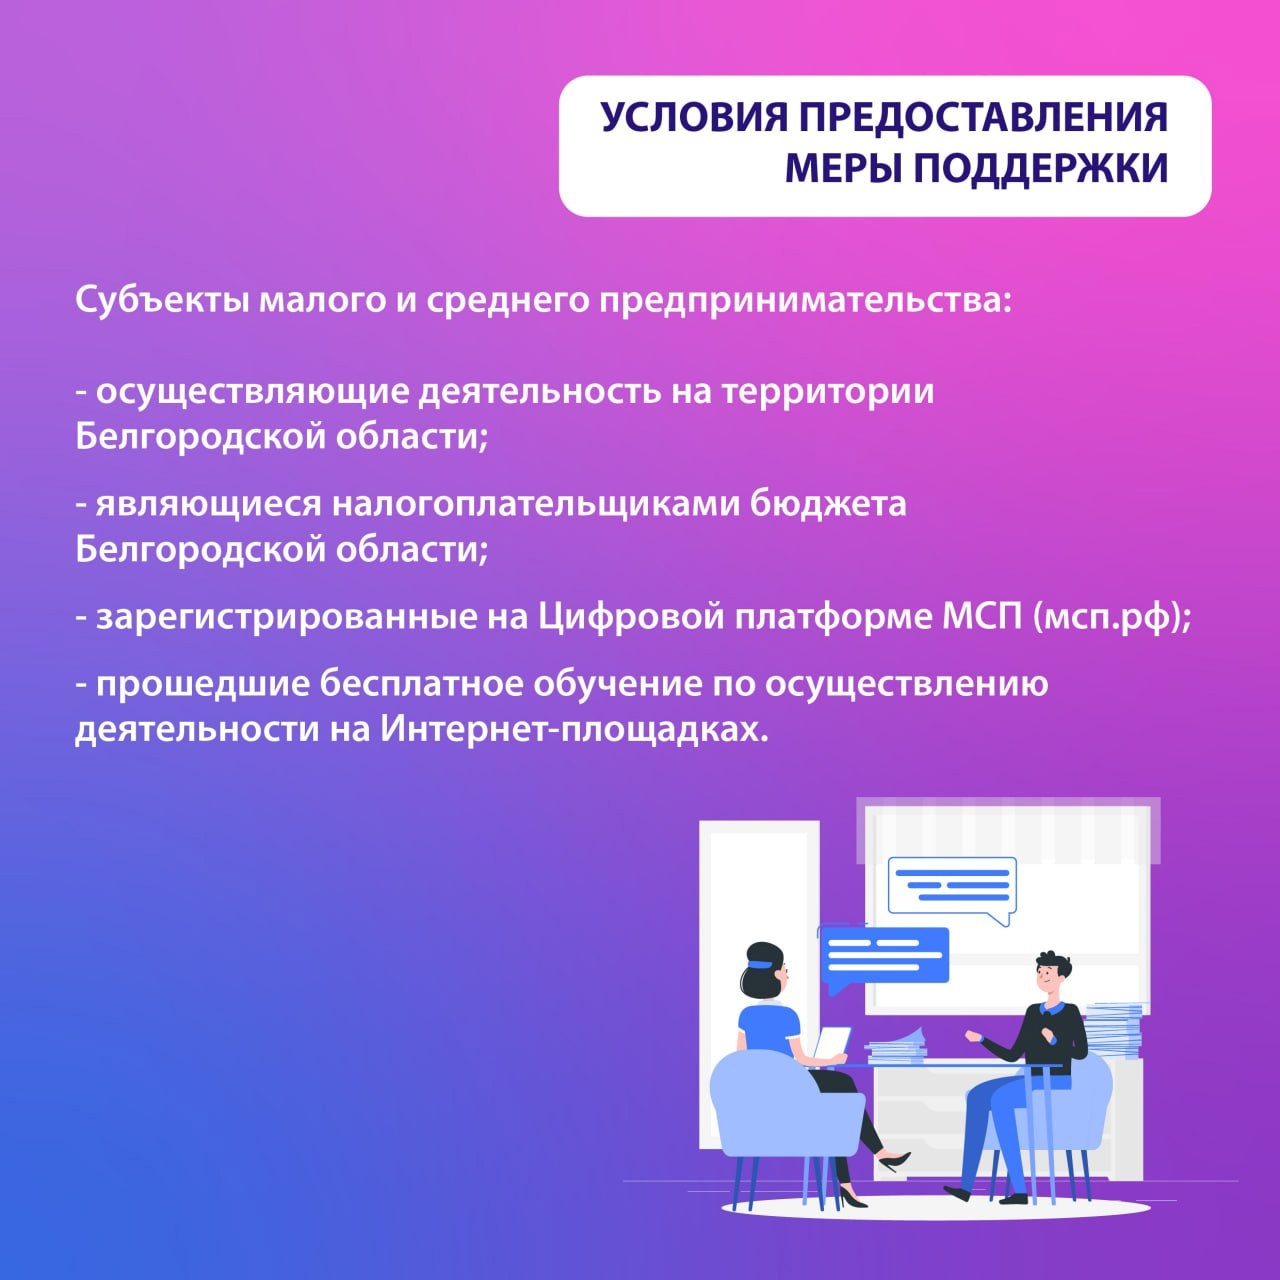 УСЛОВИЯ ПРЕДОСТАВЛЕНИЯ
МЕРЫ ПОДДЕРЖКИ
Субъекты малого и среднего предпринимательства:
- осуществляющие деятельность на территории
Белгородской области;
- являющиеся налогоплательщиками бюджета
Белгородской области;
- зарегистрированные на Цифровой платформе МСП (мсп.рф);
- прошедшие бесплатное обучение по осуществлению
деятельности на Интернет-площадках.